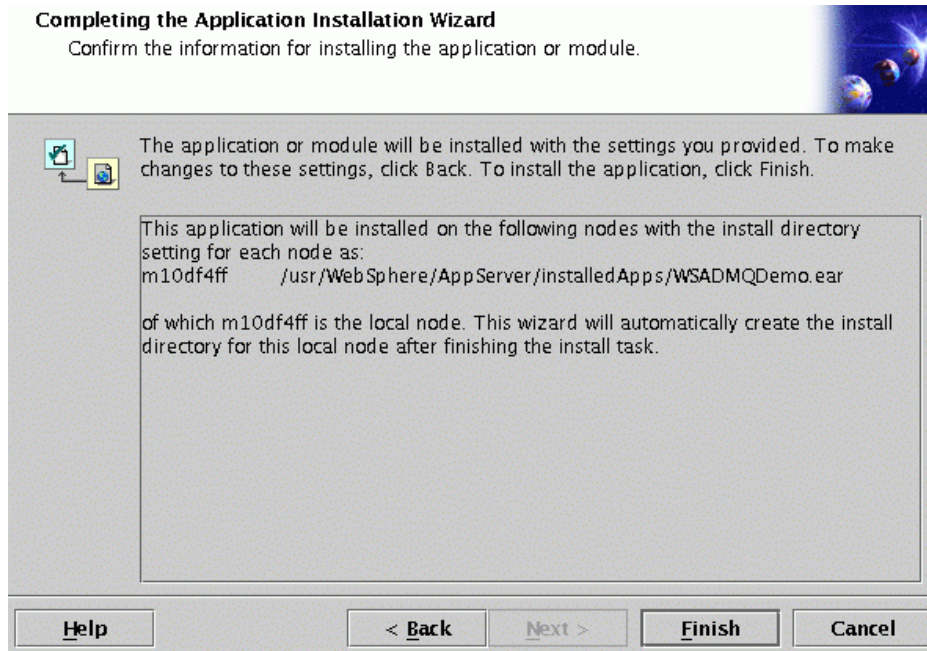 Completing the Application Installation Wizard
Confirm the information for installing the application or module.
The application or module will be installed with the settings you provided. To make
changes to these settings, click Back. To install the application, click Finish.
This application will be installed on the following nodes with the install directory
setting for each node as:
m10df4ff /usr/WebSphere/AppServer/installedApps/WSADMQDemo.ear
of which m10df4ff is the local node. This wizard will automatically create the install
directory for this local node after finishing the install task.
Help < Back Next > Finish Cancel